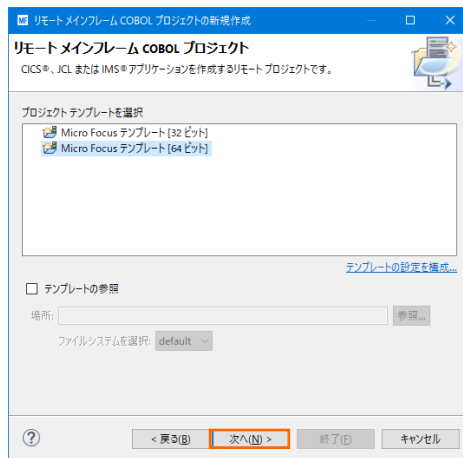 リモート メインフレーム COBOL プロジェクトの新規作成
リモート メインフレーム COBOL プロジェクト
CICS®、JCL または IMS® アプリケーションを作成するリモート プロジェクトです。
プロジェクト テンプレートを選択
Micro Focus テンプレート [32 ビット]
Micro Focus テンプレート [64 ビット]
テンプレートの設定を構成...
テンプレートの参照
場所:
参照...
ファイルシステムを選択: default
< 戻る(B) 次へ(N) > 終了(F) キャンセル